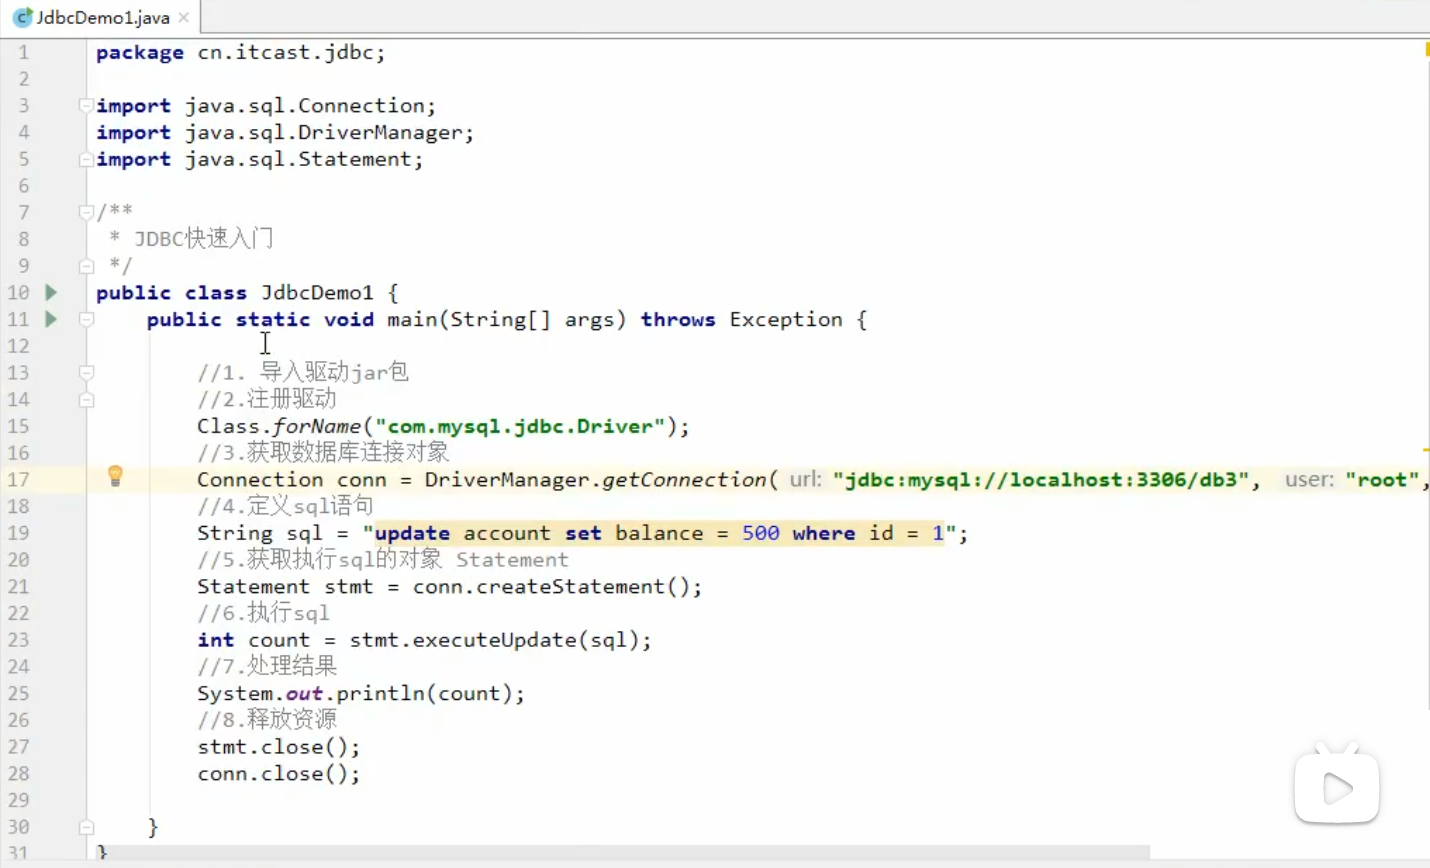 JdbcDemo1.java
1 package cn.itcast.jdbc;
2
3 import java.sql.Connection;
4 import java.sql.DriverManager;
5 import java.sql.Statement;
6
7 /**
8  * JDBC快速入门
9  */
10 public class JdbcDemo1 {
11     public static void main(String[] args) throws Exception {
12
13         //1. 导入驱动jar包
14         //2.注册驱动
15         Class.forName("com.mysql.jdbc.Driver");
16         //3.获取数据库连接对象
17         Connection conn = DriverManager.getConnection( url: "jdbc:mysql://localhost:3306/db3", user: "root",
18         //4.定义sql语句
19         String sql = "update account set balance = 500 where id = 1";
20         //5.获取执行sql的对象 Statement
21         Statement stmt = conn.createStatement();
22         //6.执行sql
23         int count = stmt.executeUpdate(sql);
24         //7.处理结果
25         System.out.println(count);
26         //8.释放资源
27         stmt.close();
28         conn.close();
29
30     }
31 }